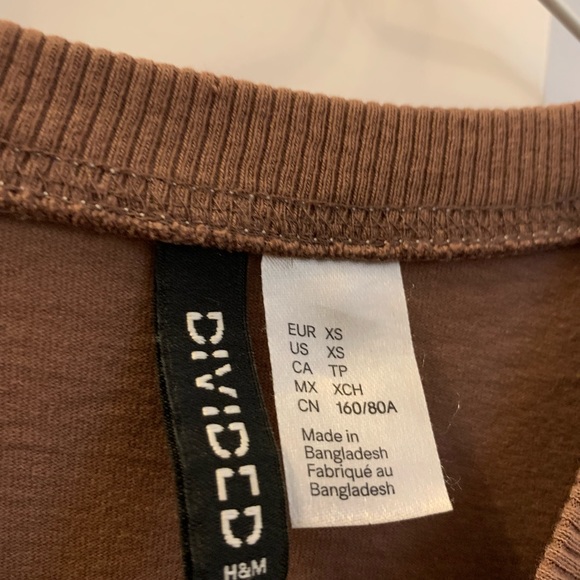 DIVIDED
H&M
EUR XS
US XS
CA TP
MX XCH
CN 160/80A
Made in
Bangladesh
Fabriqué au
Bangladesh